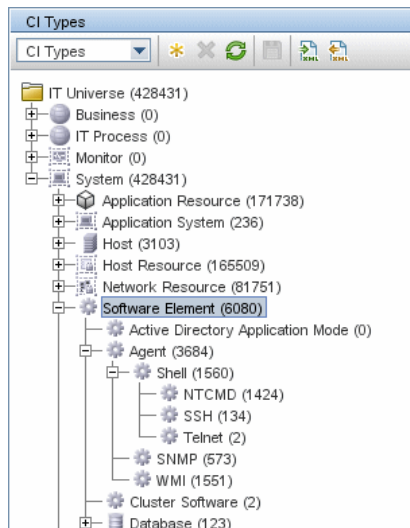 CI Types
CI Types
XML XML
IT Universe (428431)
Business (0)
IT Process (0)
Monitor (0)
System (428431)
Application Resource (171738)
Application System (236)
Host (3103)
Host Resource (165509)
Network Resource (81751)
Software Element (6080)
Active Directory Application Mode (0)
Agent (3684)
Shell (1560)
NTCMD (1424)
SSH (134)
Telnet (2)
SNMP (573)
WMI (1551)
Cluster Software (2)
Database (123)